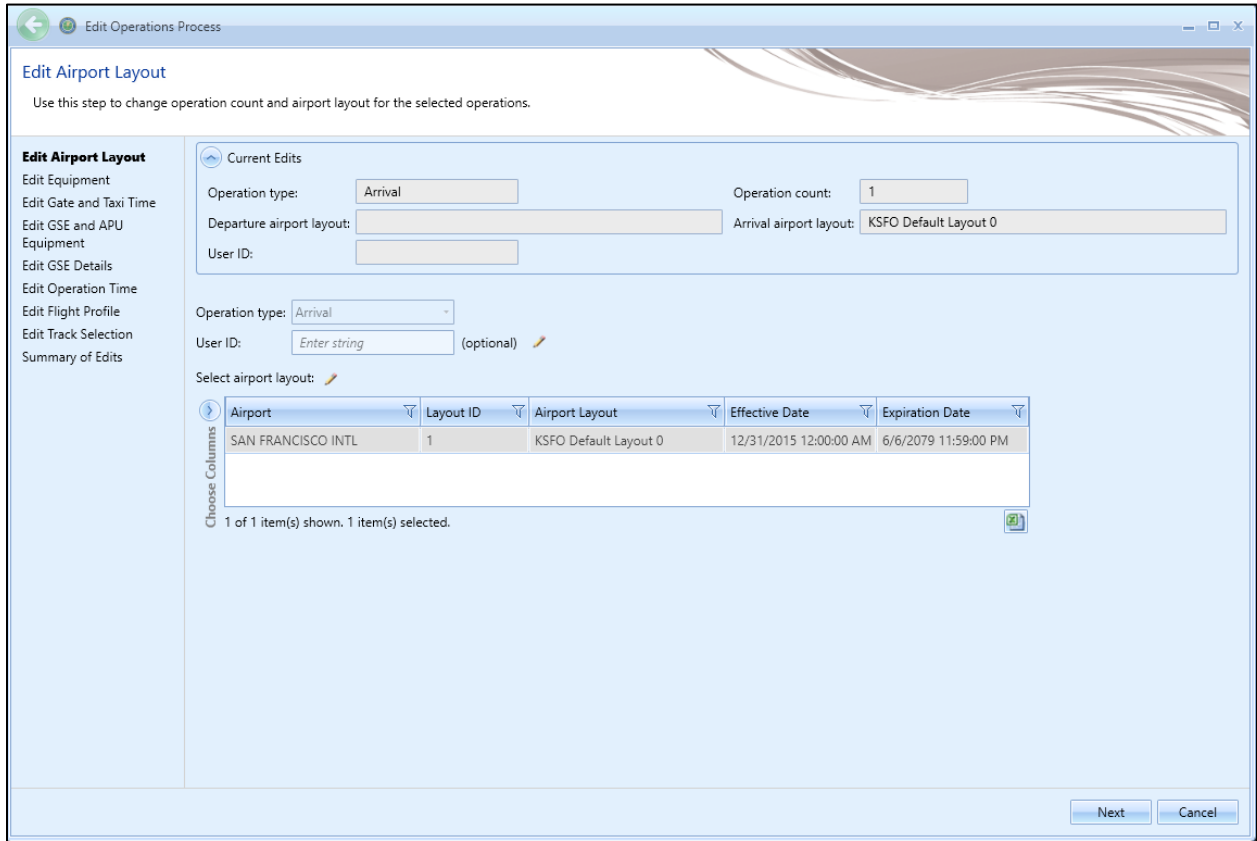 Edit Operations Process
Edit Airport Layout
Use this step to change operation count and airport layout for the selected operations.
Edit Airport Layout
Edit Equipment
Edit Gate and Taxi Time
Edit GSE and APU
Equipment
Edit GSE Details
Edit Operation Time
Edit Flight Profile
Edit Track Selection
Summary of Edits
Current Edits
Operation type: Arrival Operation count: 1
Departure airport layout: Arrival airport layout: KSFO Default Layout 0
User ID:
Operation type: Arrival
User ID: Enter string (optional)
Select airport layout:
Choose Columns
Airport Layout ID Airport Layout Effective Date Expiration Date
SAN FRANCISCO INTL 1 KSFO Default Layout 0 12/31/2015 12:00:00 AM 6/6/2079 11:59:00 PM
1 of 1 item(s) shown. 1 item(s) selected.
Next Cancel